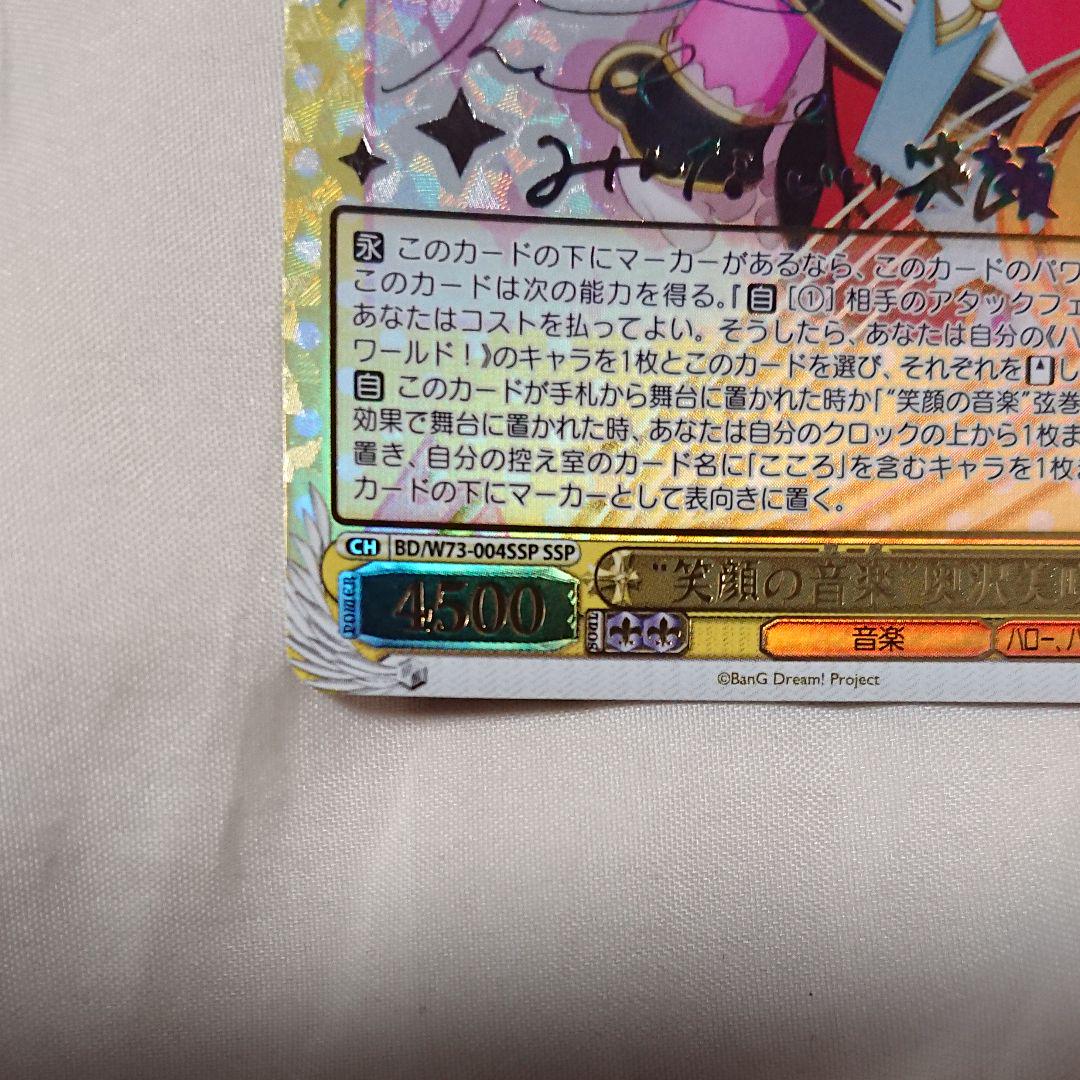 笑顔
永 このカードの下にマーカーがあるなら、このカードのパワ
このカードは次の能力を得る。「自［①］相手のアタックフェ
あなたはコストを払ってよい。そうしたら、あなたは自分の《ハ
ワールド！》のキャラを1枚とこのカードを選び、それぞれを し
自 このカードが手札から舞台に置かれた時か「“笑顔の音楽”弦巻
効果で舞台に置かれた時、あなたは自分のクロックの上から1枚ま
置き、自分の控え室のカード名に「こころ」を含むキャラを1枚
カードの下にマーカーとして表向きに置く。
CH BD/W73-004SSP SSP
“笑顔の音楽”奥沢美
POWER 4500
SOUL
音楽 ハロー、ハ
©BanG Dream! Project